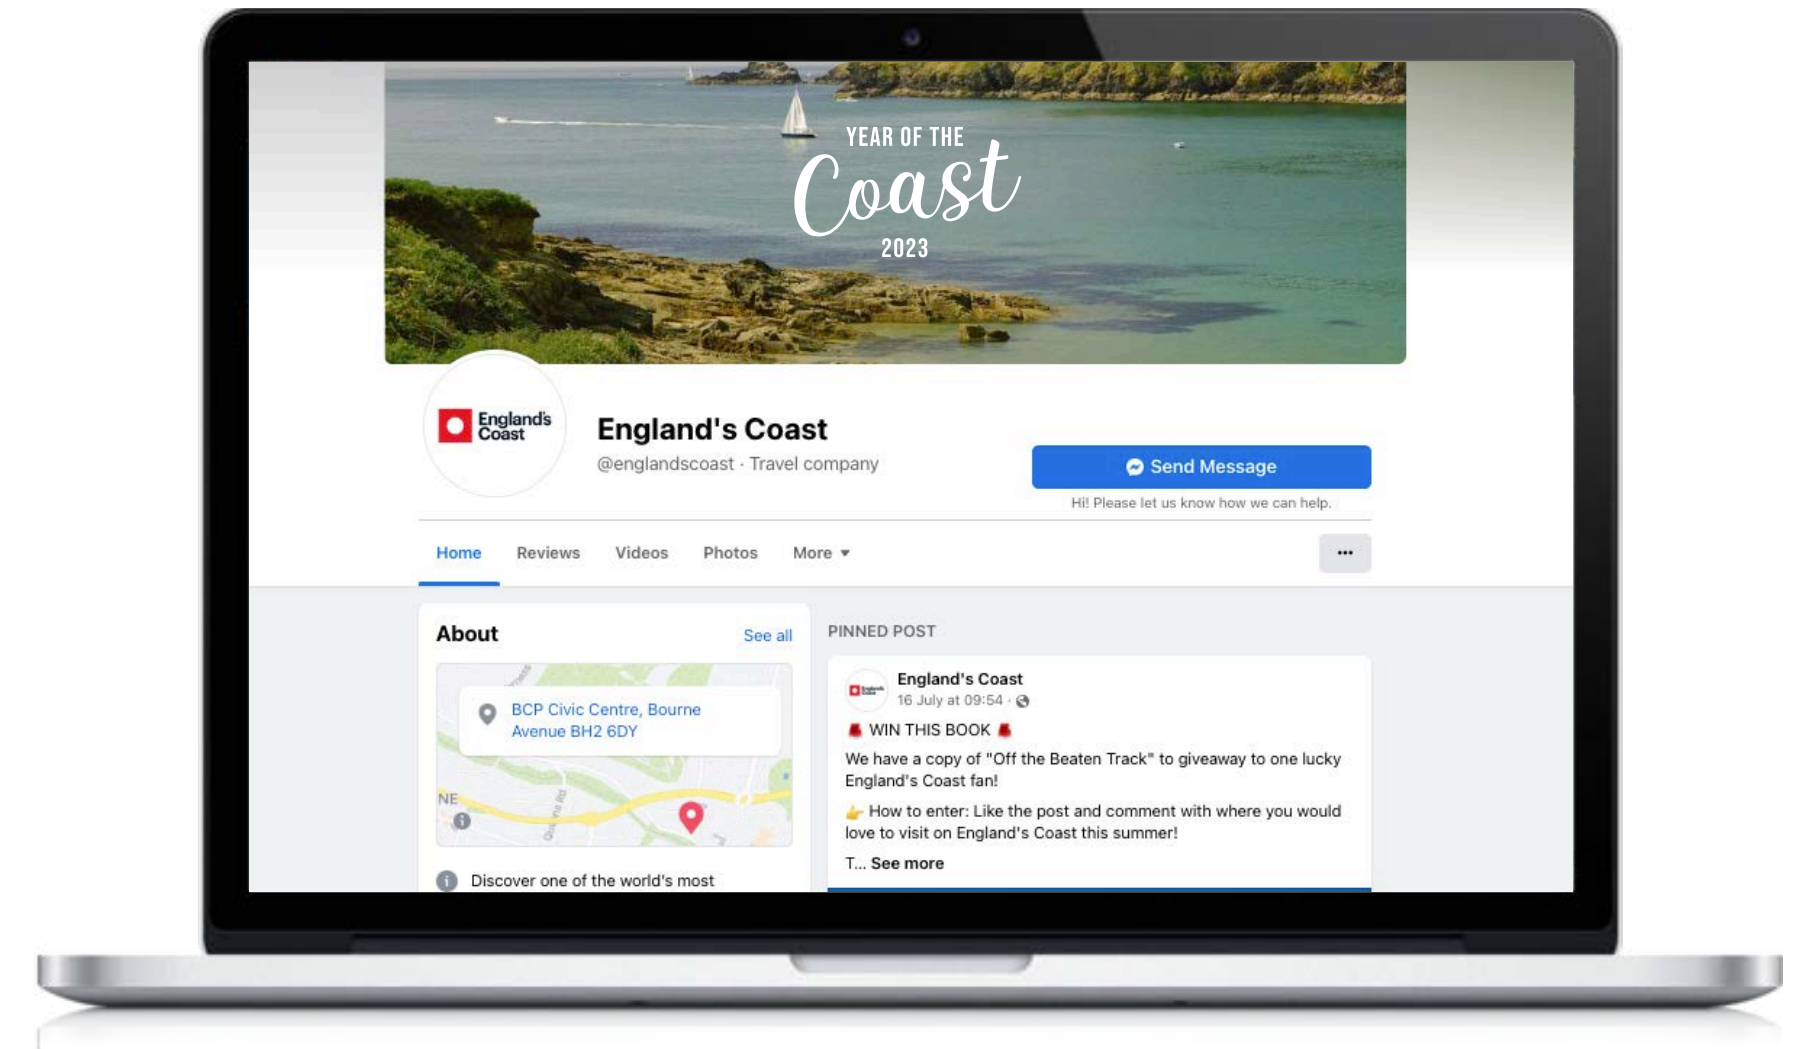 YEAR OF THE
Coast
2023
England's
Coast
England's Coast
@englandscoast · Travel company
Send Message
Hi! Please let us know how we can help.
Home Reviews Videos Photos More
About
See all
BCP Civic Centre, Bourne
Avenue BH2 6DY
NE
PINNED POST
England's Coast
England's Coast
16 July at 09:54 ·
WIN THIS BOOK
We have a copy of "Off the Beaten Track" to giveaway to one lucky
England's Coast fan!
👉 How to enter: Like the post and comment with where you would
love to visit on England's Coast this summer!
T... See more
Discover one of the world's most